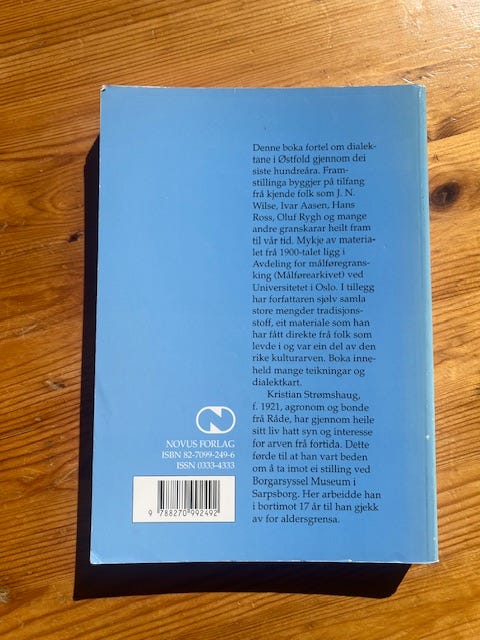 Denne boka fortel om dialek-
tane i Østfold gjennom dei
siste hundreåra. Fram-
stillinga byggjer på tilfang
frå kjende folk som J. N.
Wilse, Ivar Aasen, Hans
Ross, Oluf Rygh og mange
andre granskarar heilt fram
til vår tid. Mykje av materia-
let frå 1900-talet ligg i
Avdeling for målføregrans-
king (Målførearkivet) ved
Universitetet i Oslo. I tillegg
har forfattaren sjølv samla
store mengder tradisjons-
stoff, eit materiale som han
har fått direkte frå folk som
levde i og var ein del av den
rike kulturarven. Boka inne-
held mange teikningar og
dialektkart.
Kristian Strømshaug,
f. 1921, agronom og bonde
frå Råde, har gjennom heile
sitt liv hatt syn og interesse
for arven frå fortida. Dette
førde til at han vart beden
om å ta imot ei stilling ved
Borgarsyssel Museum i
Sarpsborg. Her arbeidde han
i bortimot 17 år til han gjekk
av for aldersgrensa.
NOVUS FORLAG
ISBN 82-7099-249-6
ISSN 0333-4333
9 788270 992492